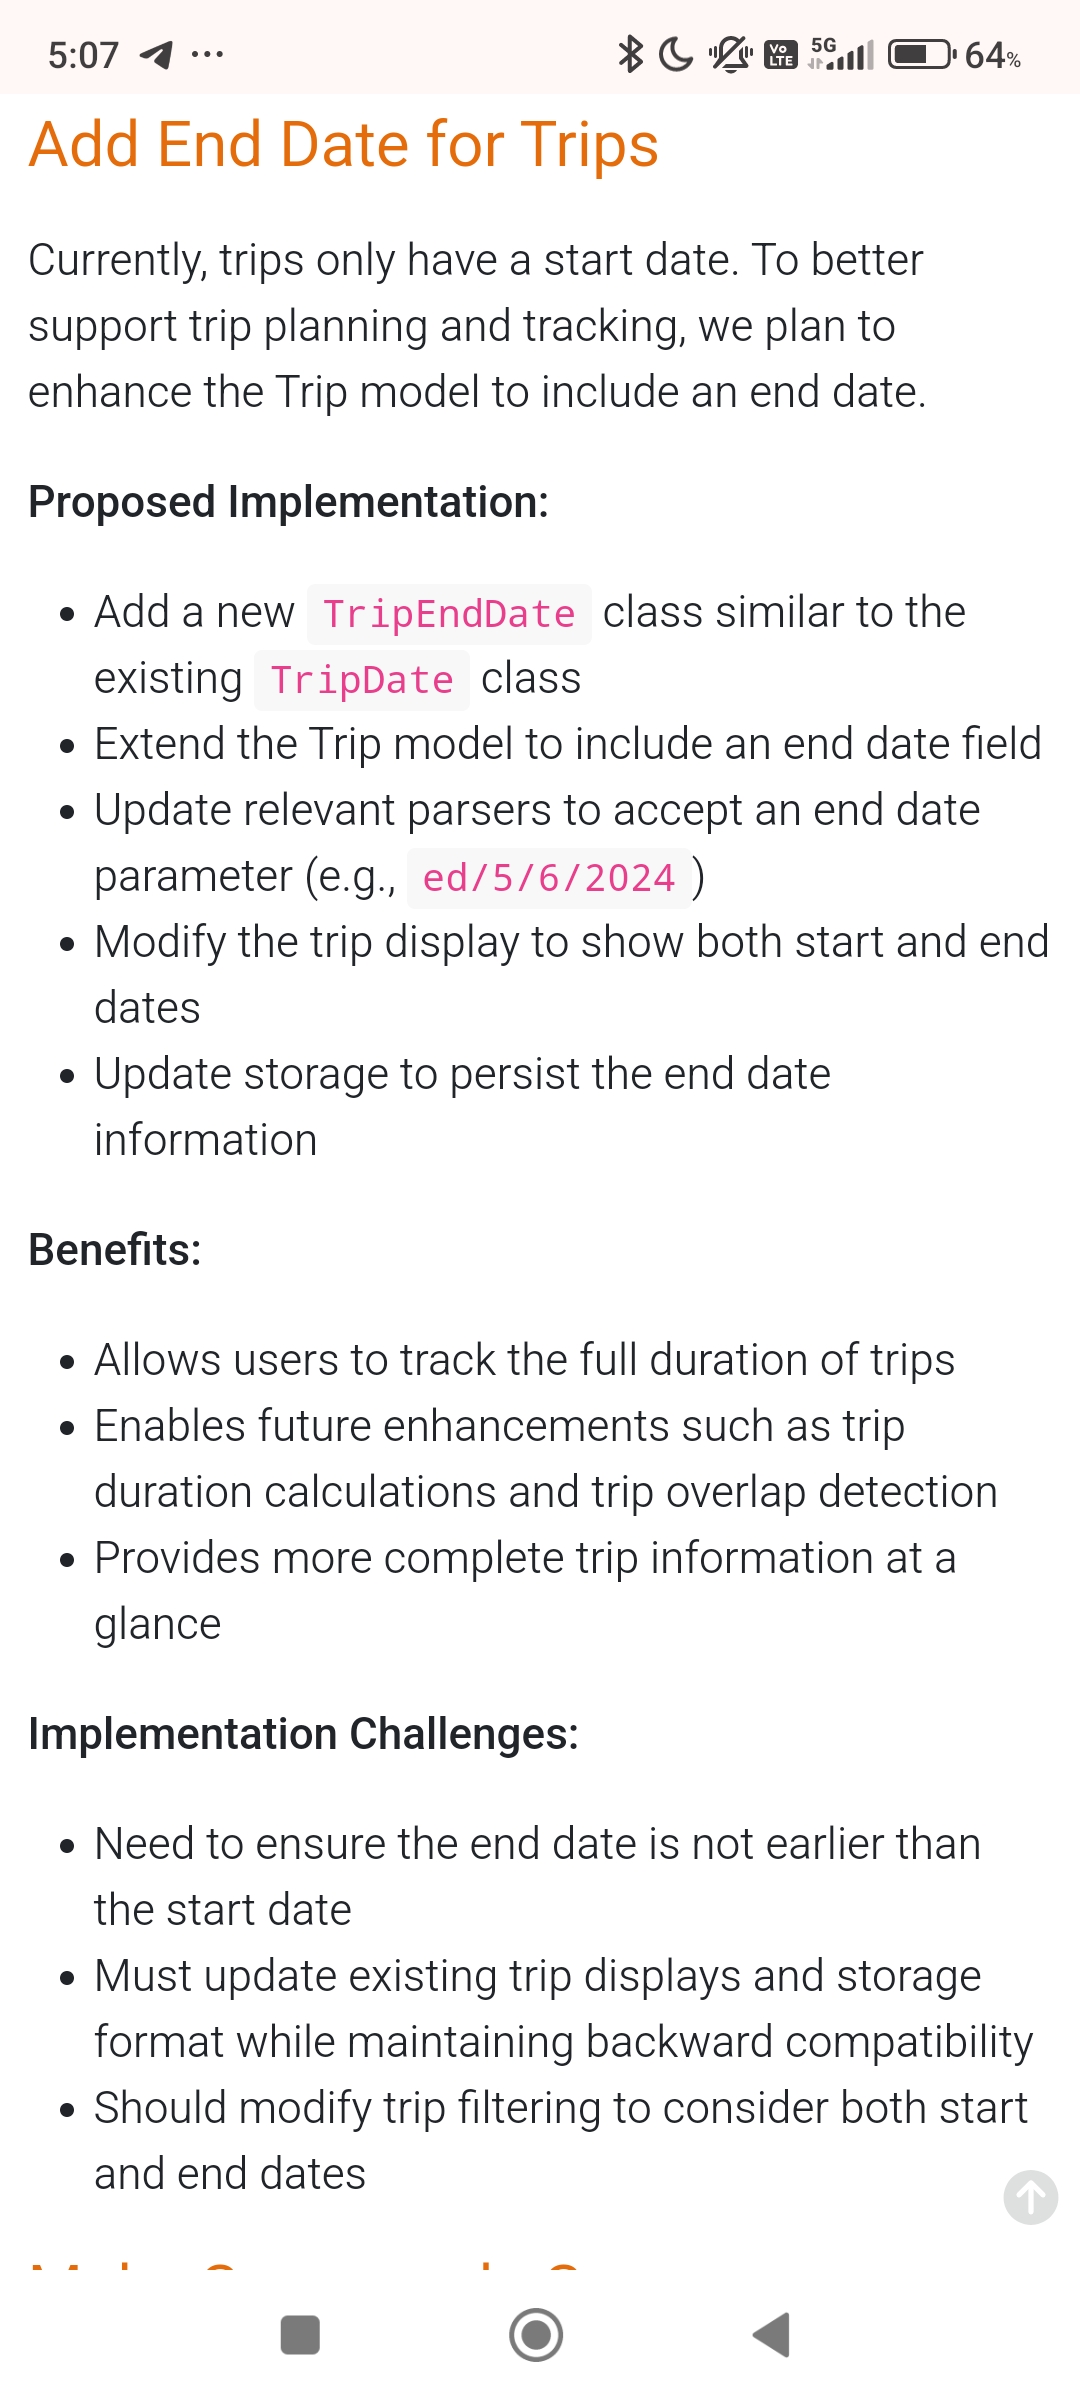 5:07
Vo LTE 5G 64%
Add End Date for Trips
Currently, trips only have a start date. To better
support trip planning and tracking, we plan to
enhance the Trip model to include an end date.
Proposed Implementation:
• Add a new TripEndDate class similar to the
existing TripDate class
• Extend the Trip model to include an end date field
• Update relevant parsers to accept an end date
parameter (e.g., ed/5/6/2024)
• Modify the trip display to show both start and end
dates
• Update storage to persist the end date
information
Benefits:
• Allows users to track the full duration of trips
• Enables future enhancements such as trip
duration calculations and trip overlap detection
• Provides more complete trip information at a
glance
Implementation Challenges:
• Need to ensure the end date is not earlier than
the start date
• Must update existing trip displays and storage
format while maintaining backward compatibility
• Should modify trip filtering to consider both start
and end dates